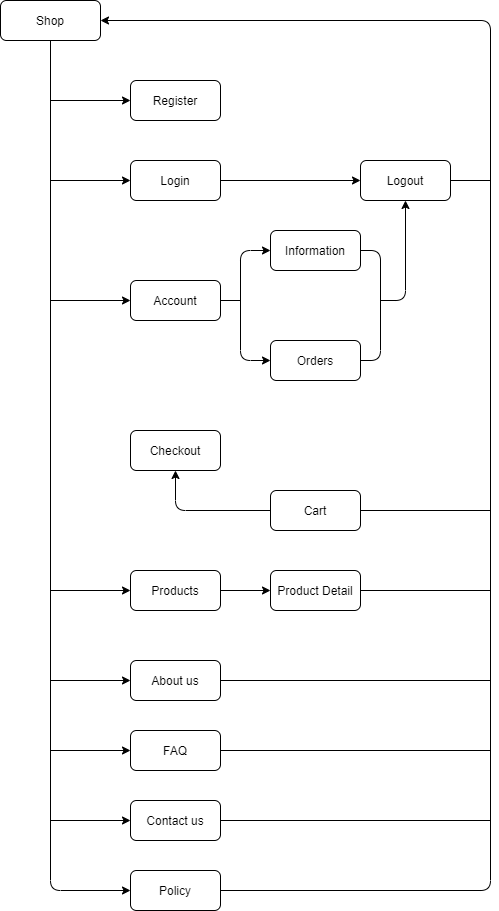 Shop
Register
Login
Logout
Information
Account
Orders
Checkout
Cart
Products
Product Detail
About us
FAQ
Contact us
Policy